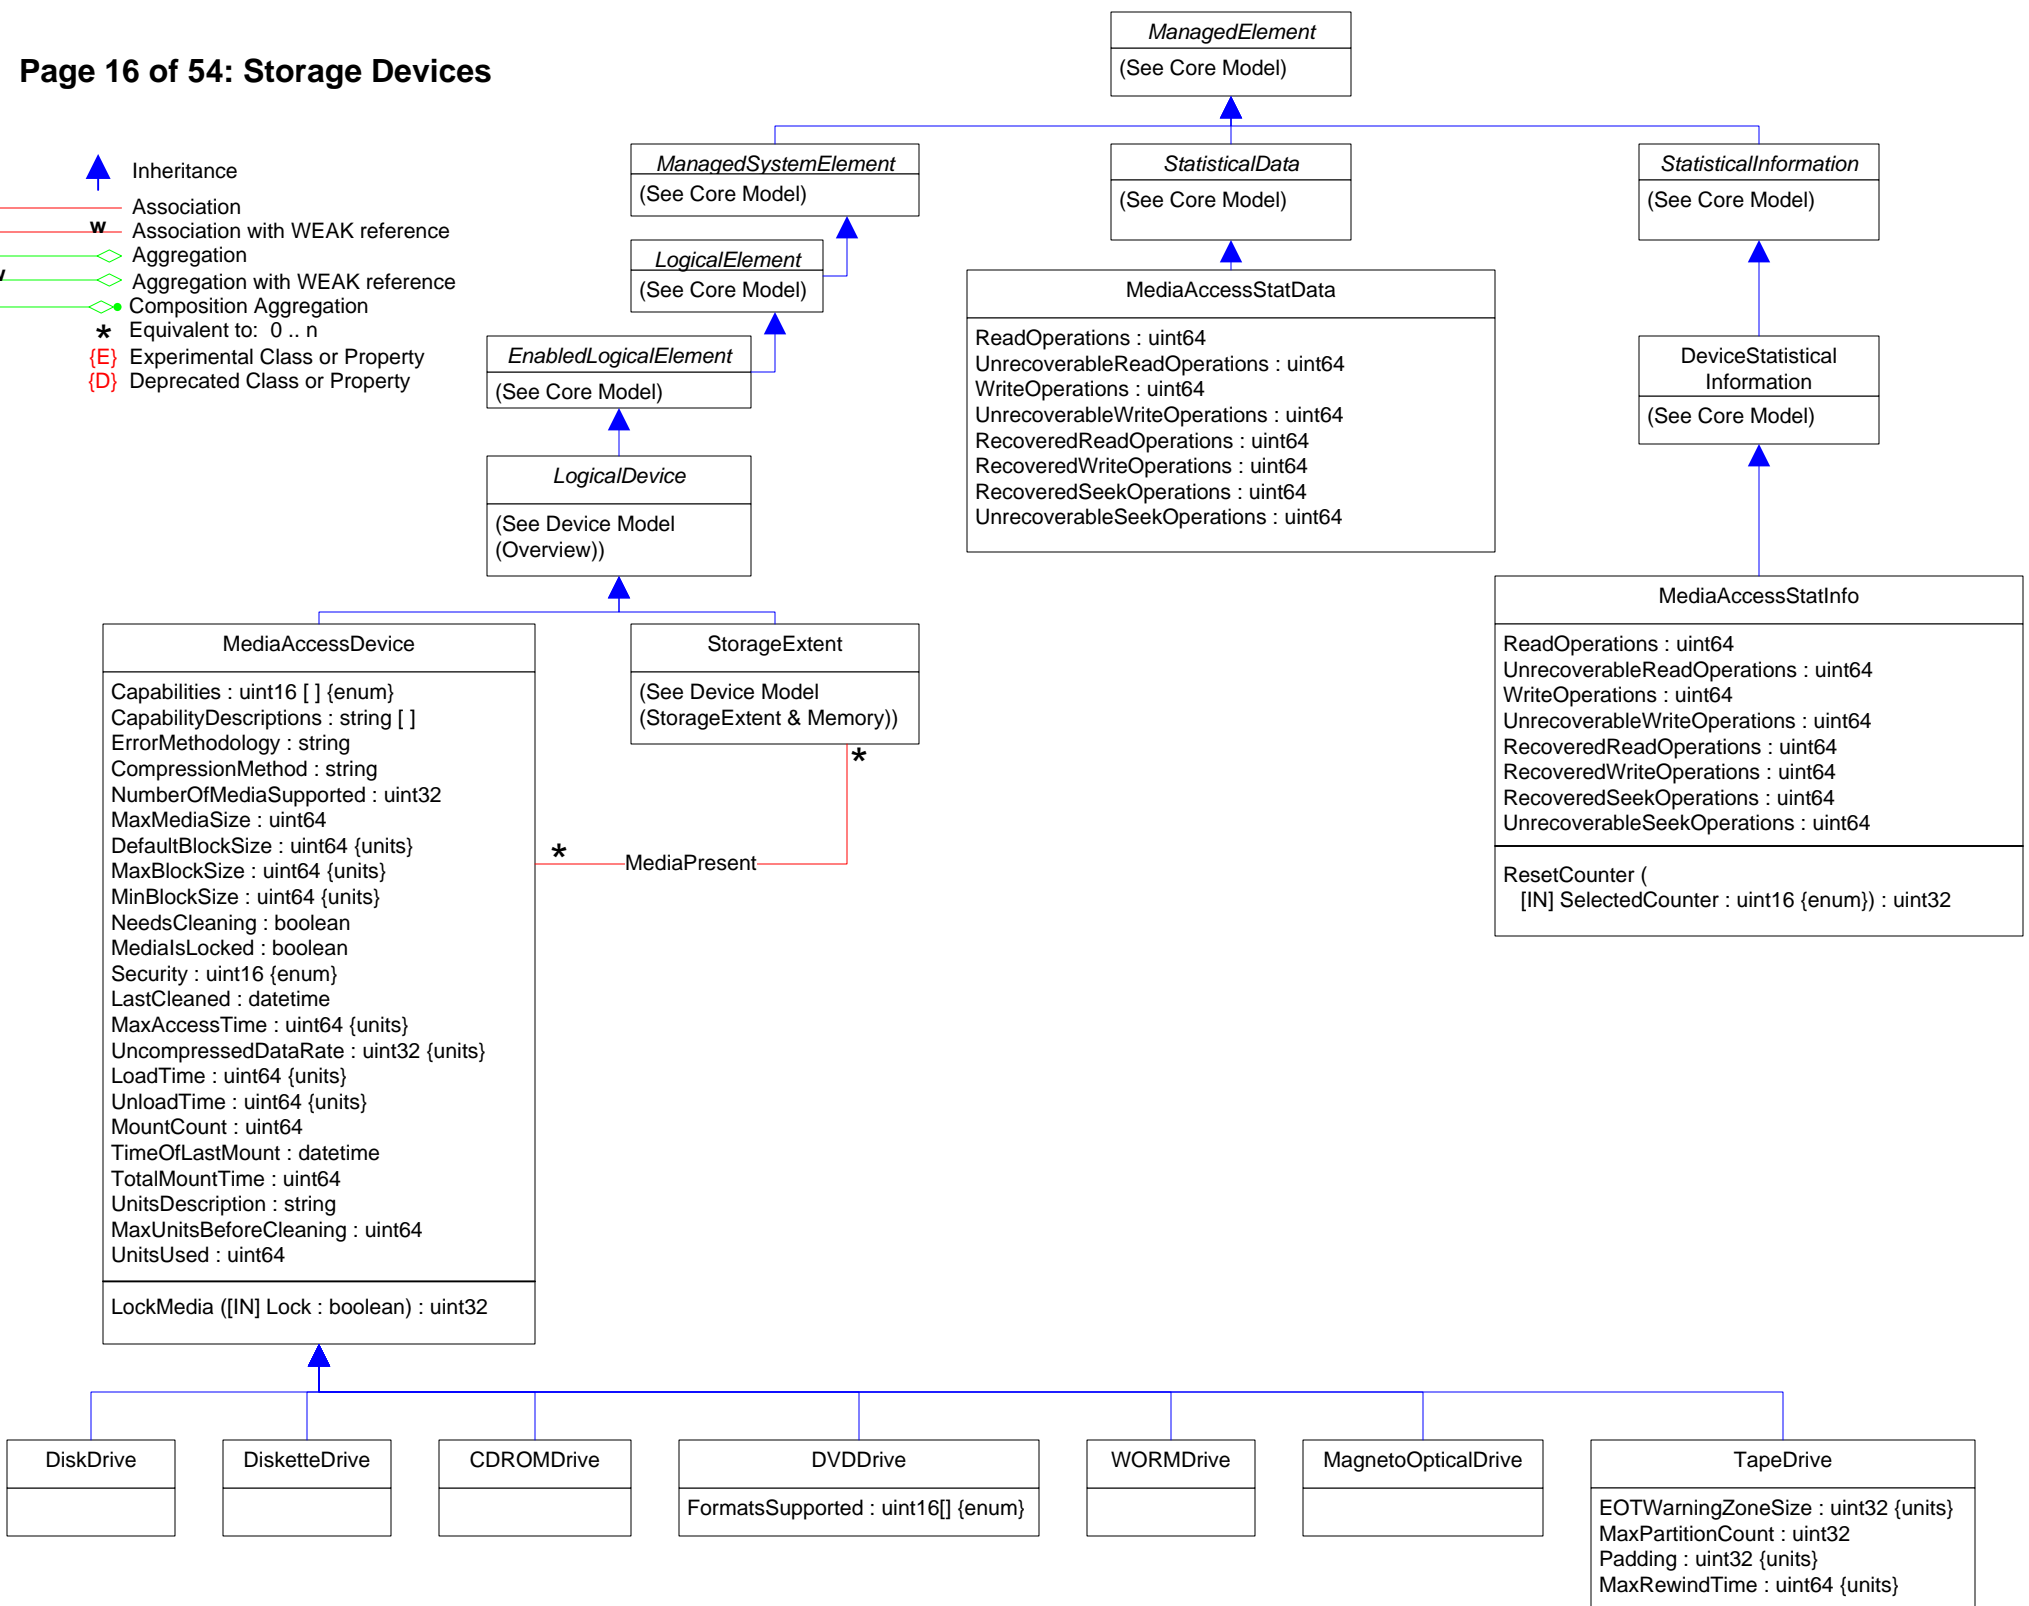 Page 16 of 54: Storage Devices
Inheritance
Association
w Association with WEAK reference
Aggregation
w Aggregation with WEAK reference
Composition Aggregation
* Equivalent to: 0 .. n
{E} Experimental Class or Property
{D} Deprecated Class or Property
ManagedElement
(See Core Model)
ManagedSystemElement
(See Core Model)
StatisticalData
(See Core Model)
StatisticalInformation
(See Core Model)
LogicalElement
(See Core Model)
EnabledLogicalElement
(See Core Model)
LogicalDevice
(See Device Model
(Overview))
MediaAccessStatData
ReadOperations : uint64
UnrecoverableReadOperations : uint64
WriteOperations : uint64
UnrecoverableWriteOperations : uint64
RecoveredReadOperations : uint64
RecoveredWriteOperations : uint64
RecoveredSeekOperations : uint64
UnrecoverableSeekOperations : uint64
DeviceStatistical
Information
(See Core Model)
MediaAccessStatInfo
ReadOperations : uint64
UnrecoverableReadOperations : uint64
WriteOperations : uint64
UnrecoverableWriteOperations : uint64
RecoveredReadOperations : uint64
RecoveredWriteOperations : uint64
RecoveredSeekOperations : uint64
UnrecoverableSeekOperations : uint64
ResetCounter (
[IN] SelectedCounter : uint16 {enum}) : uint32
MediaAccessDevice
Capabilities : uint16 [ ] {enum}
CapabilityDescriptions : string [ ]
ErrorMethodology : string
CompressionMethod : string
NumberOfMediaSupported : uint32
MaxMediaSize : uint64
DefaultBlockSize : uint64 {units}
MaxBlockSize : uint64 {units}
MinBlockSize : uint64 {units}
NeedsCleaning : boolean
MediaIsLocked : boolean
Security : uint16 {enum}
LastCleaned : datetime
MaxAccessTime : uint64 {units}
UncompressedDataRate : uint32 {units}
LoadTime : uint64 {units}
UnloadTime : uint64 {units}
MountCount : uint64
TimeOfLastMount : datetime
TotalMountTime : uint64
UnitsDescription : string
MaxUnitsBeforeCleaning : uint64
UnitsUsed : uint64
LockMedia ([IN] Lock : boolean) : uint32
StorageExtent
(See Device Model
(StorageExtent & Memory))
*
* MediaPresent
DiskDrive
DisketteDrive
CDROMDrive
DVDDrive
FormatsSupported : uint16[] {enum}
WORMDrive
MagnetoOpticalDrive
TapeDrive
EOTWarningZoneSize : uint32 {units}
MaxPartitionCount : uint32
Padding : uint32 {units}
MaxRewindTime : uint64 {units}